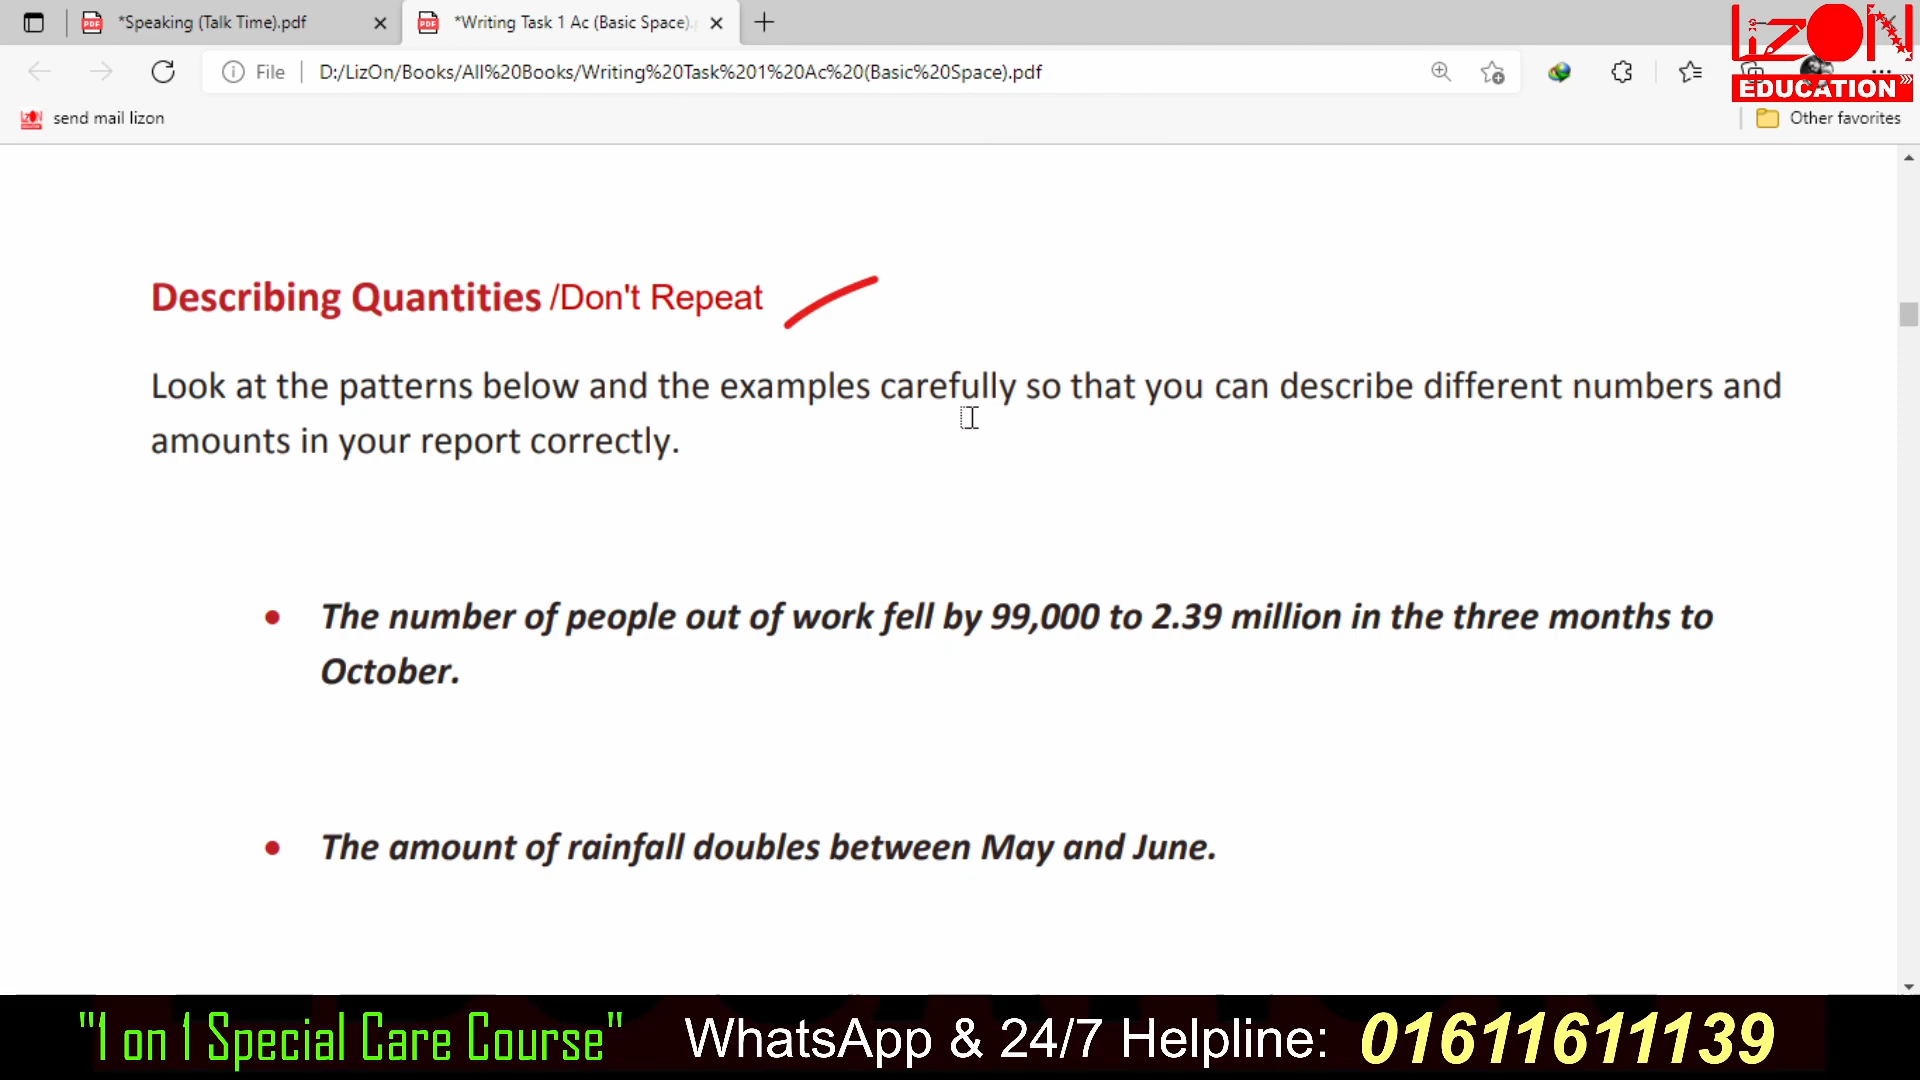 *Speaking (Talk Time).pdf
*Writing Task 1 Ac (Basic Space).
File D:/LizOn/Books/All%20Books/Writing%20Task%201%20Ac%20(Basic%20Space).pdf
LizON
EDUCATION
send mail lizon
Other favorites
Describing Quantities /Don't Repeat
Look at the patterns below and the examples carefully so that you can describe different numbers and
amounts in your report correctly.
• The number of people out of work fell by 99,000 to 2.39 million in the three months to
October.
• The amount of rainfall doubles between May and June.
"1 on 1 Special Care Course" WhatsApp & 24/7 Helpline: 01611611139